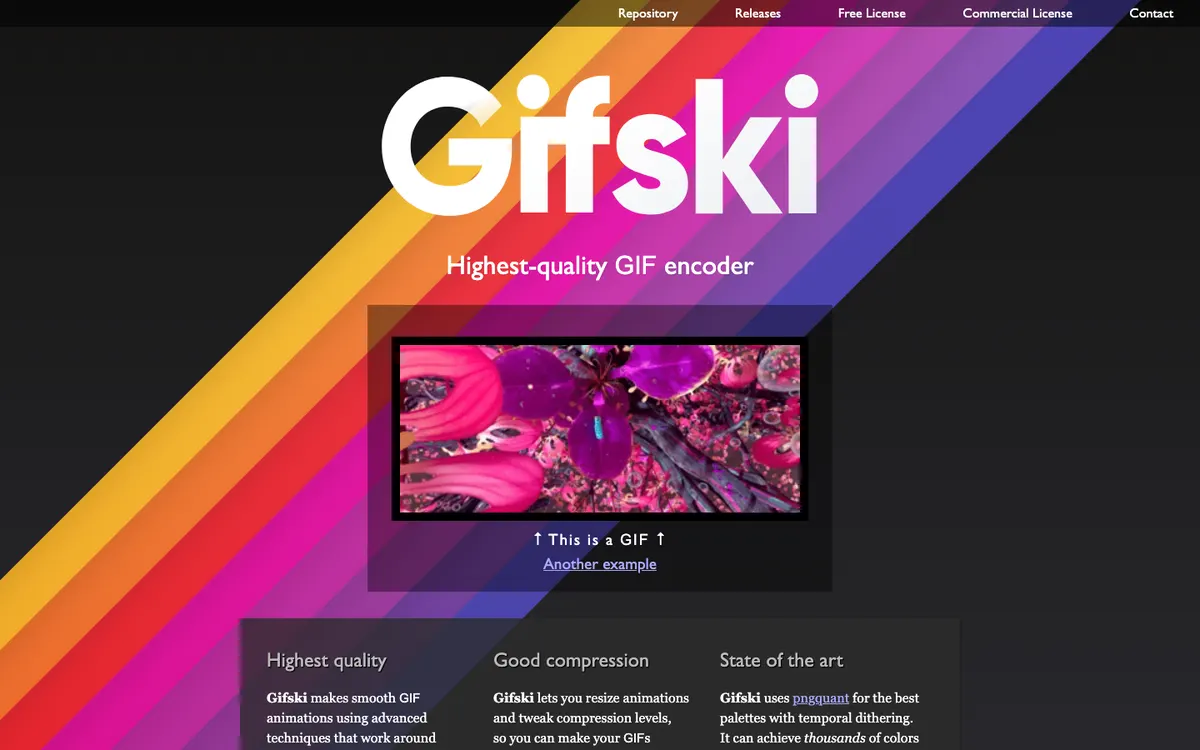 Repository Releases Free License Commercial License Contact
Gifski
Highest-quality GIF encoder
↑ This is a GIF ↑
Another example
Highest quality
Gifski makes smooth GIF
animations using advanced
techniques that work around
Good compression
Gifski lets you resize animations
and tweak compression levels,
so you can make your GIFs
State of the art
Gifski uses pngquant for the best
palettes with temporal dithering.
It can achieve thousands of colors